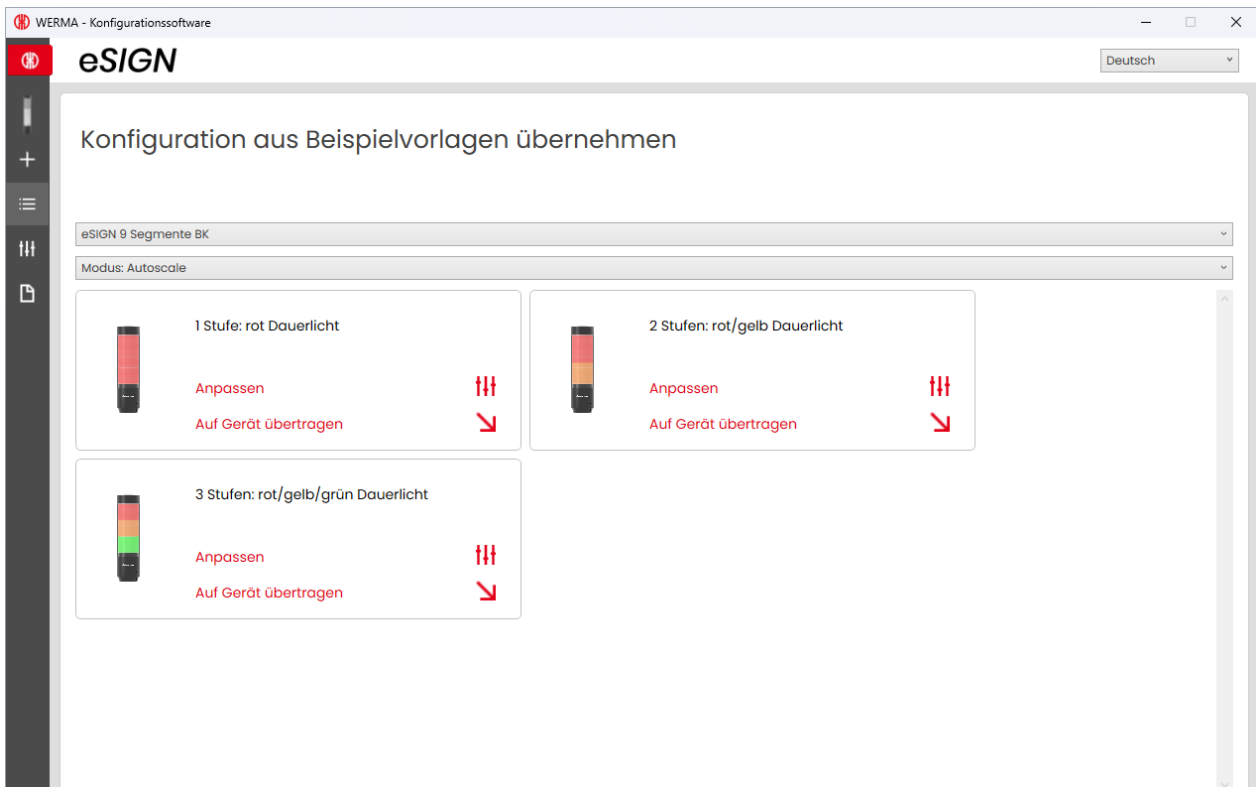 WERMA - Konfigurationssoftware
eSIGN
Deutsch
Konfiguration aus Beispielvorlagen übernehmen
eSIGN 9 Segmente BK
Modus: Autoscale
1 Stufe: rot Dauerlicht
Anpassen
Auf Gerät übertragen
2 Stufen: rot/gelb Dauerlicht
Anpassen
Auf Gerät übertragen
3 Stufen: rot/gelb/grün Dauerlicht
Anpassen
Auf Gerät übertragen